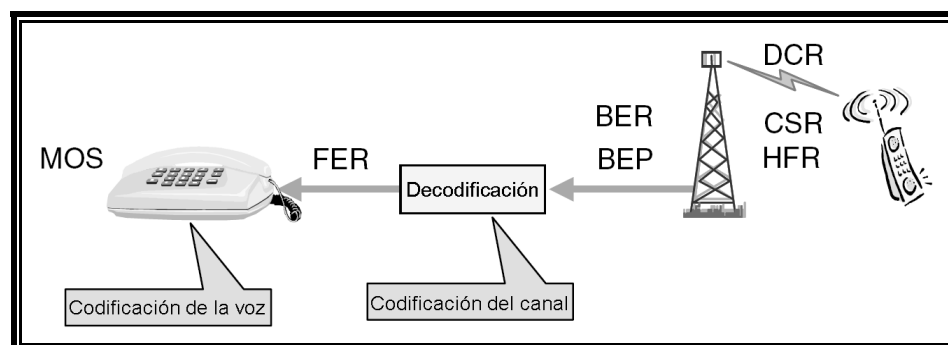 DCR
BER
CSR
MOS
FER
BEP
HFR
Decodificación
Codificación de la voz
Codificación del canal